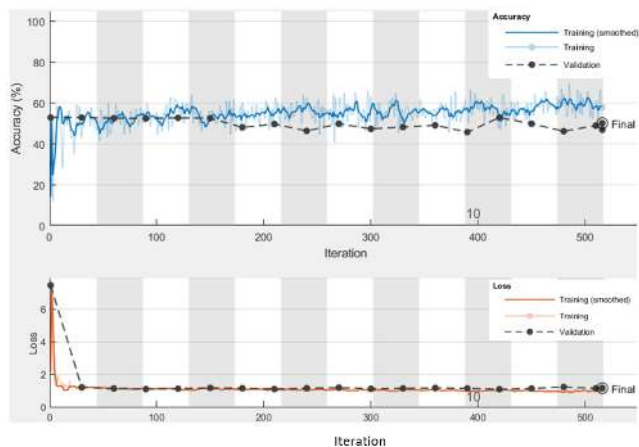 Accuracy
100
Training (smoothed)
Training
80
Validation
Accuracy (%)
60
Final
40
20
10
0
0
100
200
300
400
500
Iteration
Loss
Training (smoothed)
6
Training
Validation
4
Loss
2
Final
10
0
0
100
200
300
400
500
Iteration